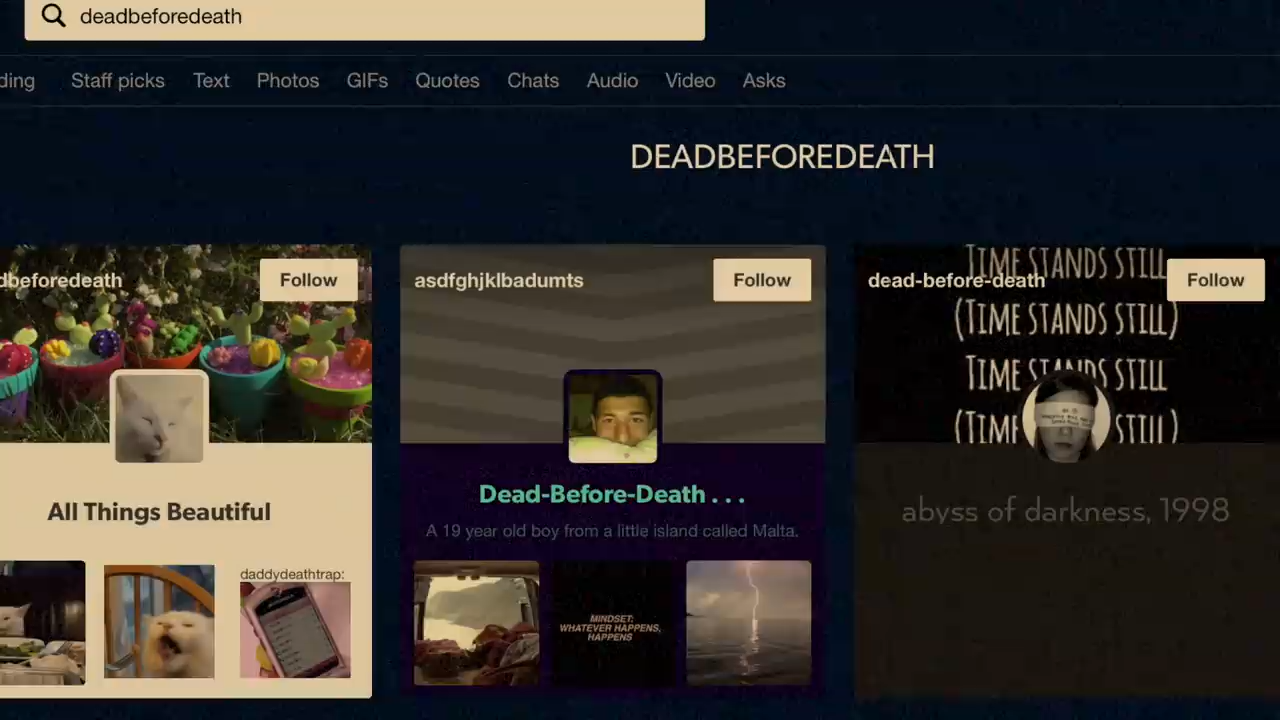 deadbeforedeath
ding Staff picks Text Photos GIFs Quotes Chats Audio Video Asks
DEADBEFOREDEATH
dbeforedeath Follow
All Things Beautiful
daddydeathtrap:
asdfghjklbadumts Follow
Dead-Before-Death . . .
A 19 year old boy from a little island called Malta.
MINDSET:
WHATEVER HAPPENS,
HAPPENS
TIME STANDS STILL
dead-before-death Follow
(TIME STANDS STILL)
TIME STANDS STILL
(TIME STILL)
abyss of darkness, 1998